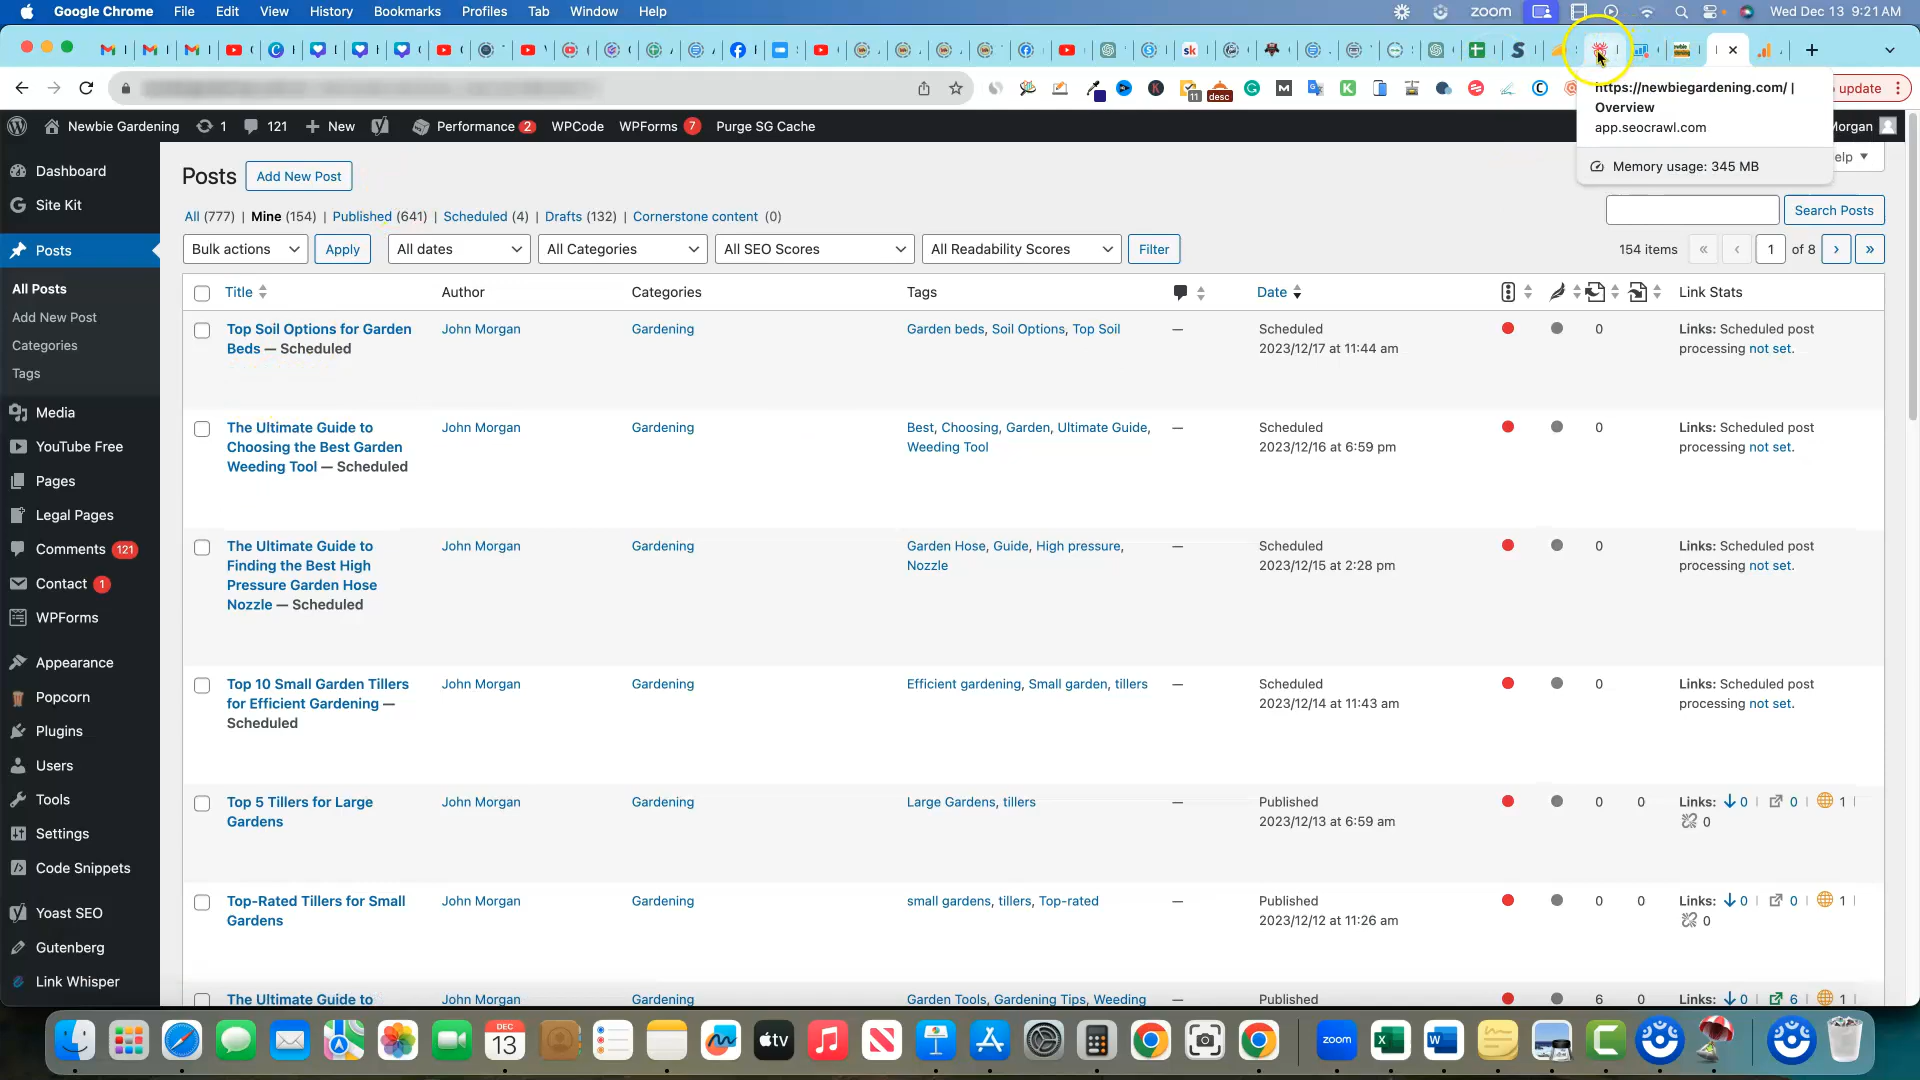 Google Chrome File Edit View History Bookmarks Profiles Tab Window Help zoom Wed Dec 13 9:21 AM
sk
11 desc update
https://newbiegardening.com/ |
Overview
app.seocrawl.com
Memory usage: 345 MB
Newbie Gardening 1 121 New Performance 2 WPCode WPForms 7 Purge SG Cache Morgan
Dashboard
Site Kit
Posts
All Posts
Add New Post
Categories
Tags
Media
YouTube Free
Pages
Legal Pages
Comments 121
Contact 1
WPForms
Appearance
Popcorn
Plugins
Users
Tools
Settings
Code Snippets
Yoast SEO
Gutenberg
Link Whisper
Posts Add New Post elp
All (777) | Mine (154) | Published (641) | Scheduled (4) | Drafts (132) | Cornerstone content (0) Search Posts
Bulk actions Apply All dates All Categories All SEO Scores All Readability Scores Filter 154 items « ‹ 1 of 8 › »
Title Author Categories Tags Date Link Stats
Top Soil Options for Garden John Morgan Gardening Garden beds, Soil Options, Top Soil — Scheduled 0 Links: Scheduled post
Beds — Scheduled 2023/12/17 at 11:44 am processing not set.
The Ultimate Guide to John Morgan Gardening Best, Choosing, Garden, Ultimate Guide, — Scheduled 0 Links: Scheduled post
Choosing the Best Garden Weeding Tool 2023/12/16 at 6:59 pm processing not set.
Weeding Tool — Scheduled
The Ultimate Guide to John Morgan Gardening Garden Hose, Guide, High pressure, — Scheduled 0 Links: Scheduled post
Finding the Best High Nozzle 2023/12/15 at 2:28 pm processing not set.
Pressure Garden Hose
Nozzle — Scheduled
Top 10 Small Garden Tillers John Morgan Gardening Efficient gardening, Small garden, tillers — Scheduled 0 Links: Scheduled post
for Efficient Gardening — 2023/12/14 at 11:43 am processing not set.
Scheduled
Top 5 Tillers for Large John Morgan Gardening Large Gardens, tillers — Published 0 0 Links: 0 | 0 | 1 |
Gardens 2023/12/13 at 6:59 am 0
Top-Rated Tillers for Small John Morgan Gardening small gardens, tillers, Top-rated — Published 0 0 Links: 0 | 0 | 1 |
Gardens 2023/12/12 at 11:26 am 0
The Ultimate Guide to John Morgan Gardening Garden Tools, Gardening Tips, Weeding — Published 6 0 Links: 0 | 6 | 1 |
DEC
13 tv zoom X W